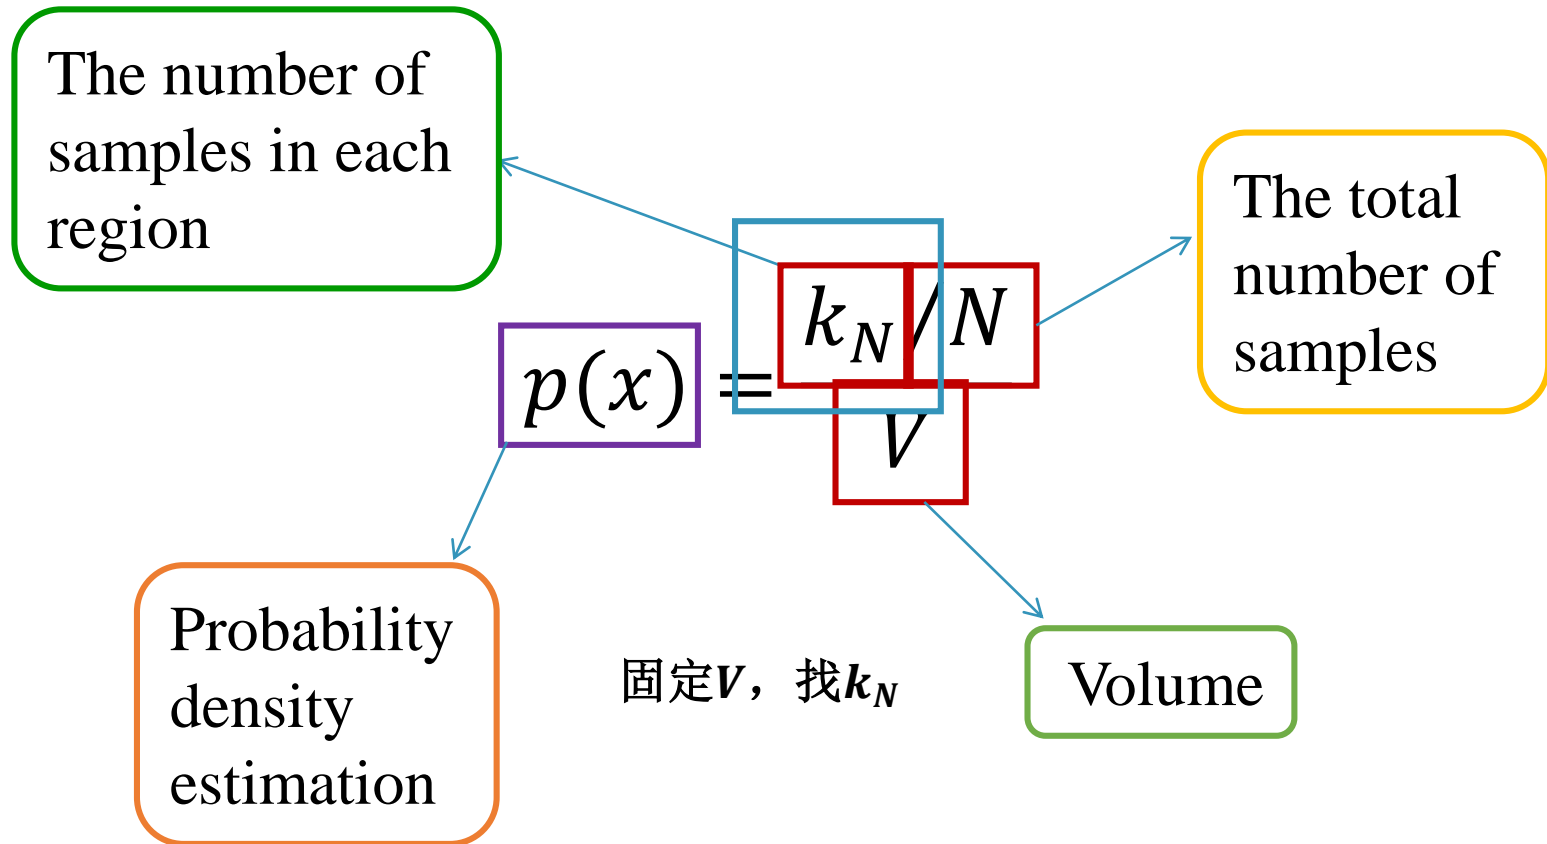 The number of
samples in each
region
The total
number of
samples
p(x) = k_N/N
V
Probability
density
estimation
固定V，找k_N
Volume